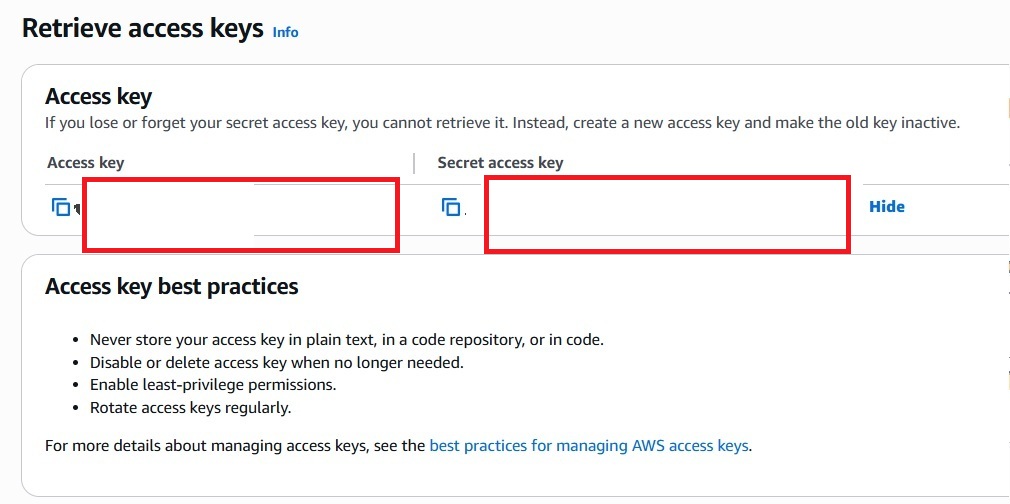 Retrieve access keys Info
Access key
If you lose or forget your secret access key, you cannot retrieve it. Instead, create a new access key and make the old key inactive.
Access key Secret access key
Hide
Access key best practices
• Never store your access key in plain text, in a code repository, or in code.
• Disable or delete access key when no longer needed.
• Enable least-privilege permissions.
• Rotate access keys regularly.
For more details about managing access keys, see the best practices for managing AWS access keys.